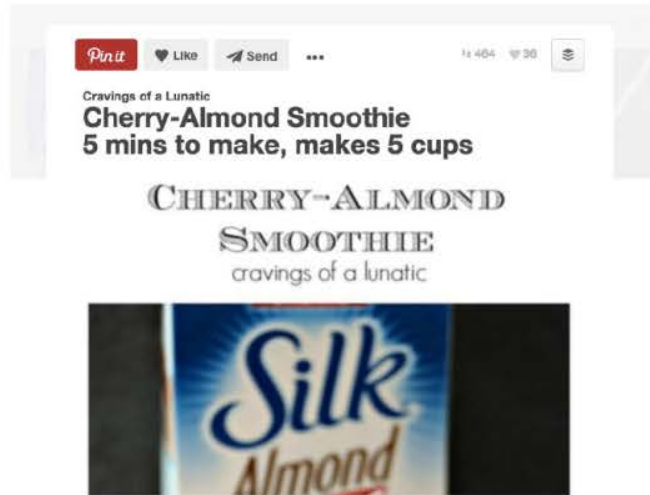 Pin it Like Send ••• 464 36
Cravings of a Lunatic
Cherry-Almond Smoothie
5 mins to make, makes 5 cups
CHERRY-ALMOND
SMOOTHIE
cravings of a lunatic
Silk
Almond